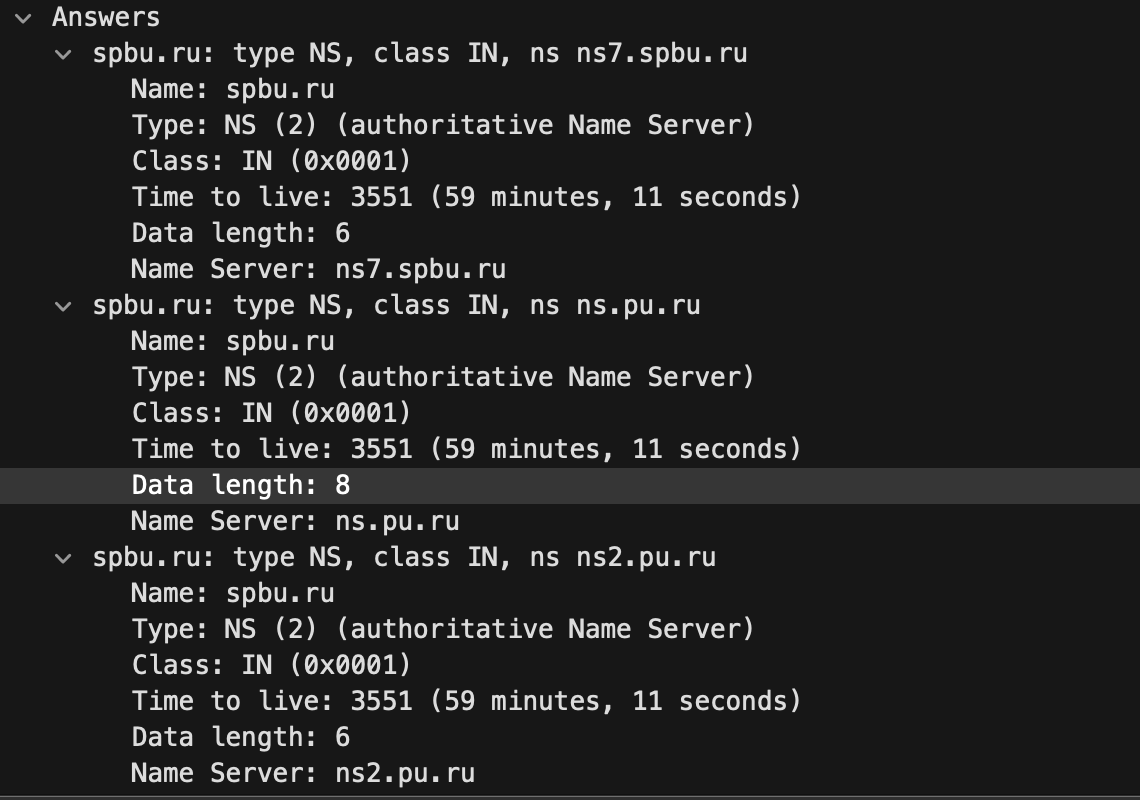 Answers
spbu.ru: type NS, class IN, ns ns7.spbu.ru
Name: spbu.ru
Type: NS (2) (authoritative Name Server)
Class: IN (0x0001)
Time to live: 3551 (59 minutes, 11 seconds)
Data length: 6
Name Server: ns7.spbu.ru
spbu.ru: type NS, class IN, ns ns.pu.ru
Name: spbu.ru
Type: NS (2) (authoritative Name Server)
Class: IN (0x0001)
Time to live: 3551 (59 minutes, 11 seconds)
Data length: 8
Name Server: ns.pu.ru
spbu.ru: type NS, class IN, ns ns2.pu.ru
Name: spbu.ru
Type: NS (2) (authoritative Name Server)
Class: IN (0x0001)
Time to live: 3551 (59 minutes, 11 seconds)
Data length: 6
Name Server: ns2.pu.ru